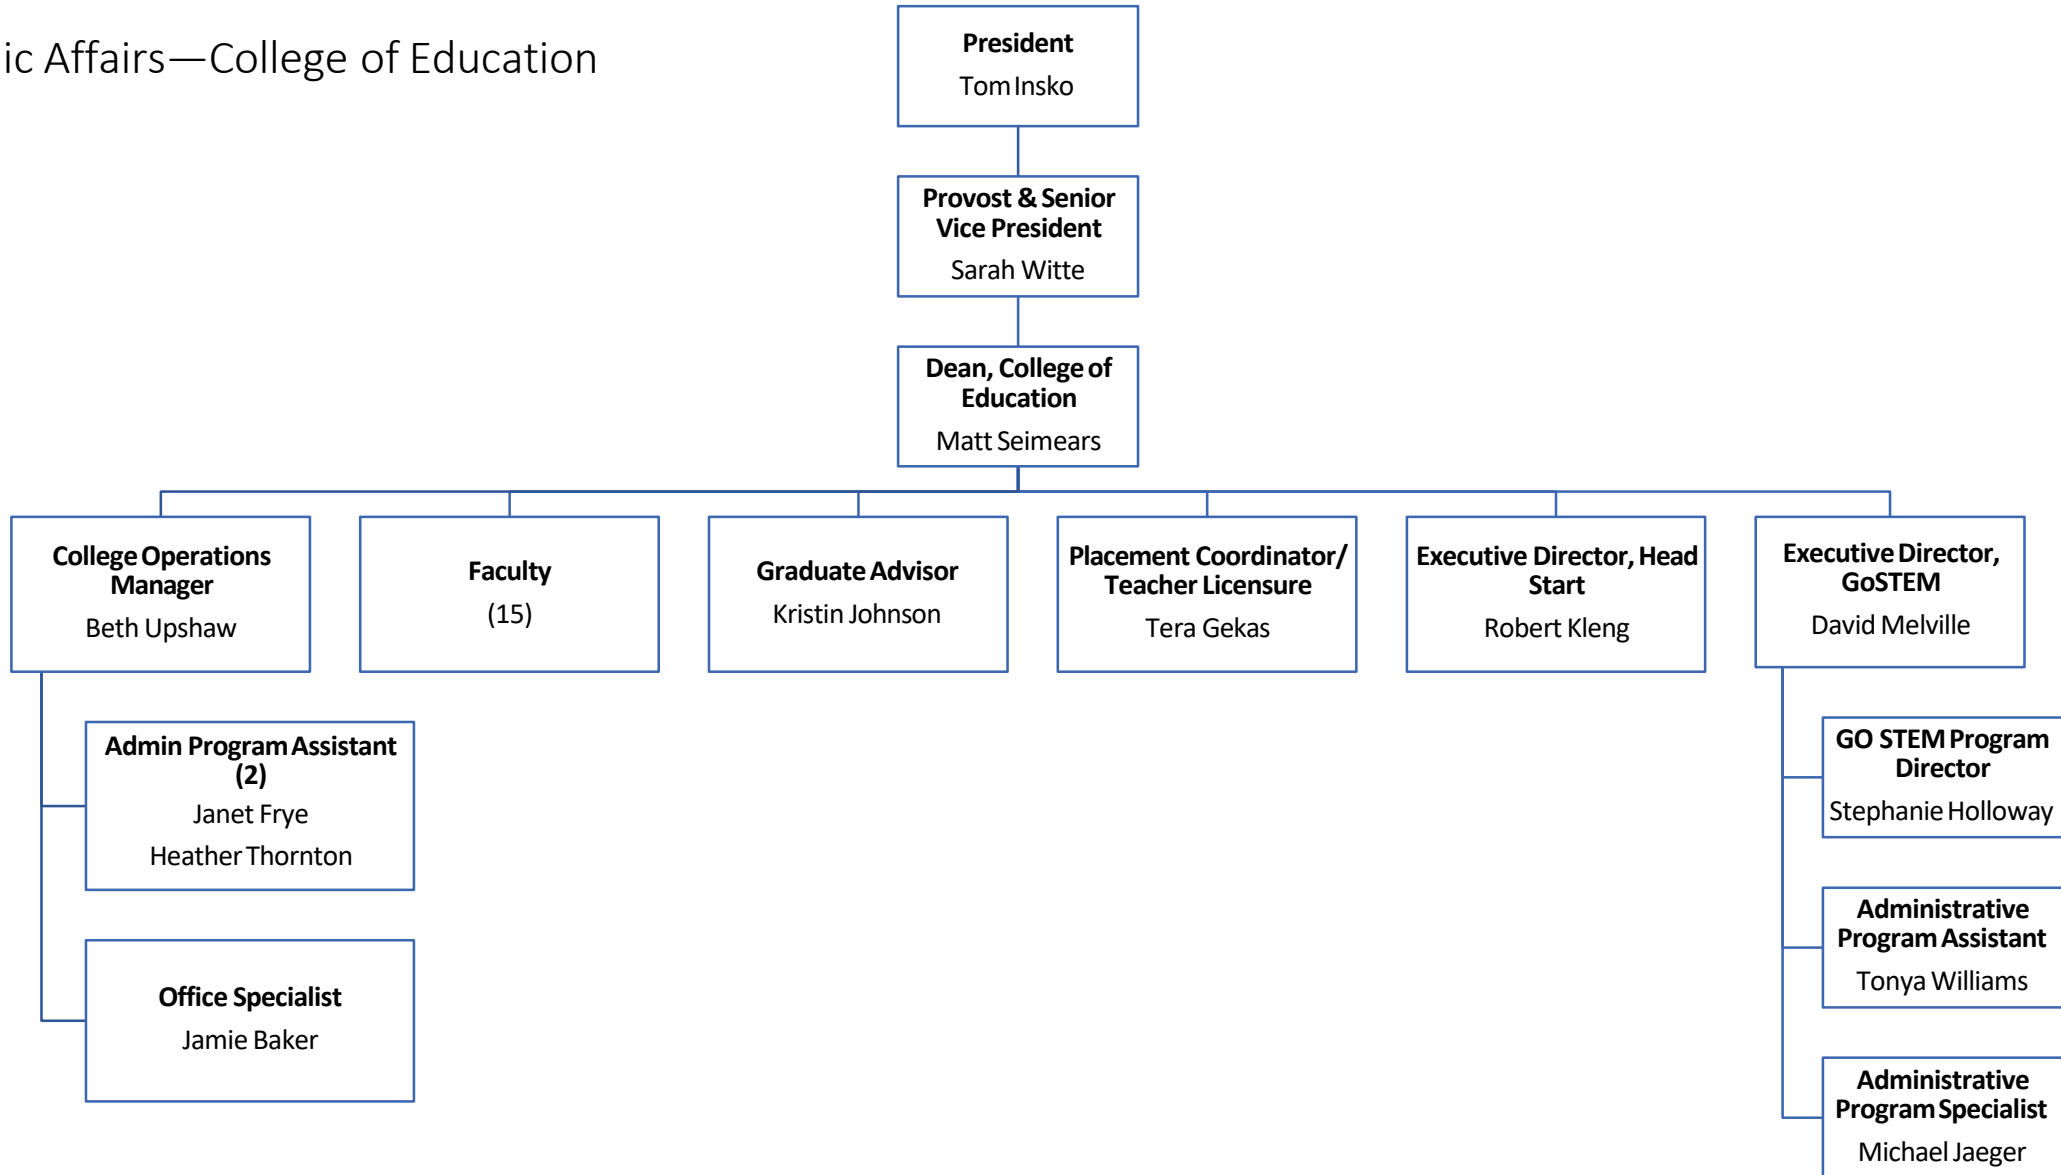 ic Affairs—College of Education
President
Tom Insko
Provost & Senior
Vice President
Sarah Witte
Dean, College of
Education
Matt Seimears
College Operations
Manager
Beth Upshaw
Faculty
(15)
Graduate Advisor
Kristin Johnson
Placement Coordinator/
Teacher Licensure
Tera Gekas
Executive Director, Head
Start
Robert Kleng
Executive Director,
GoSTEM
David Melville
Admin Program Assistant
(2)
Janet Frye
Heather Thornton
Office Specialist
Jamie Baker
GO STEM Program
Director
Stephanie Holloway
Administrative
Program Assistant
Tonya Williams
Administrative
Program Specialist
Michael Jaeger